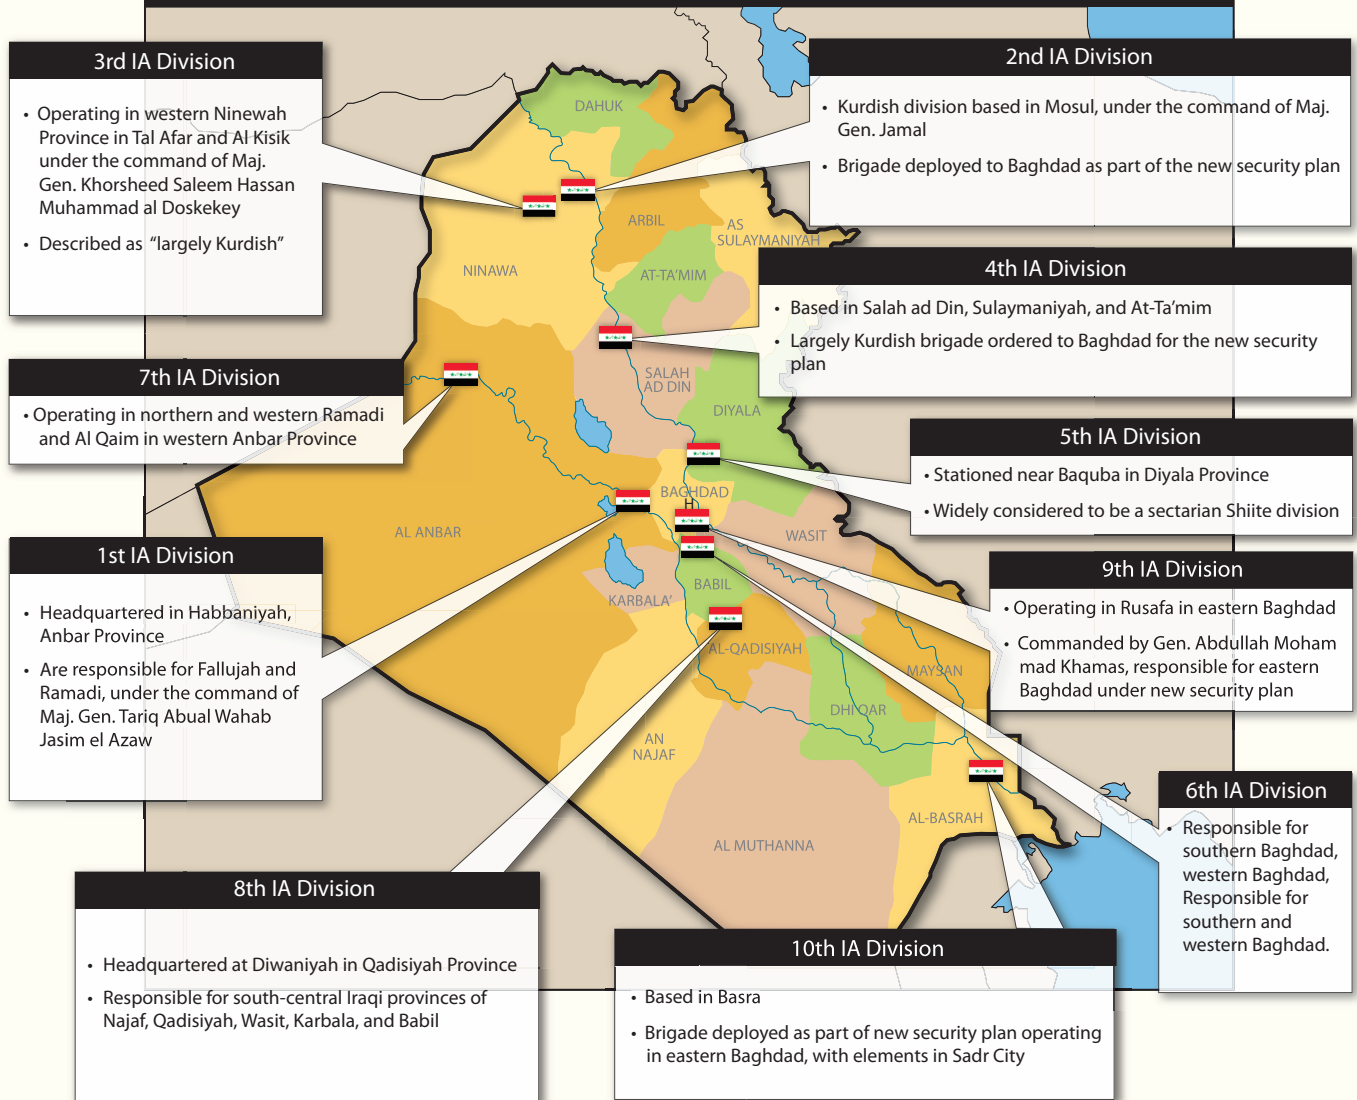 3rd IA Division
• Operating in western Ninewah
Province in Tal Afar and Al Kisik
under the command of Maj.
Gen. Khorsheed Saleem Hassan
Muhammad al Doskekey
• Described as “largely Kurdish”
2nd IA Division
• Kurdish division based in Mosul, under the command of Maj.
Gen. Jamal
• Brigade deployed to Baghdad as part of the new security plan
4th IA Division
• Based in Salah ad Din, Sulaymaniyah, and At-Ta’mim
• Largely Kurdish brigade ordered to Baghdad for the new security
plan
7th IA Division
• Operating in northern and western Ramadi
and Al Qaim in western Anbar Province
5th IA Division
• Stationed near Baquba in Diyala Province
• Widely considered to be a sectarian Shiite division
1st IA Division
• Headquartered in Habbaniyah,
Anbar Province
• Are responsible for Fallujah and
Ramadi, under the command of
Maj. Gen. Tariq Abual Wahab
Jasim el Azaw
9th IA Division
• Operating in Rusafa in eastern Baghdad
• Commanded by Gen. Abdullah Moham
mad Khamas, responsible for eastern
Baghdad under new security plan
6th IA Division
• Responsible for
southern Baghdad,
western Baghdad,
Responsible for
southern and
western Baghdad.
8th IA Division
• Headquartered at Diwaniyah in Qadisiyah Province
• Responsible for south-central Iraqi provinces of
Najaf, Qadisiyah, Wasit, Karbala, and Babil
10th IA Division
• Based in Basra
• Brigade deployed as part of new security plan operating
in eastern Baghdad, with elements in Sadr City
DAHUK
ARBIL
AS
SULAYMANIYAH
NINAWA
AT-TA’MIM
SALAH
AD DIN
DIYALA
BAGHDAD
H
AL ANBAR
WASIT
BABIL
KARBALA’
AL-QADISIYAH
MAYSAN
DHI QAR
AN
NAJAF
AL-BASRAH
AL MUTHANNA